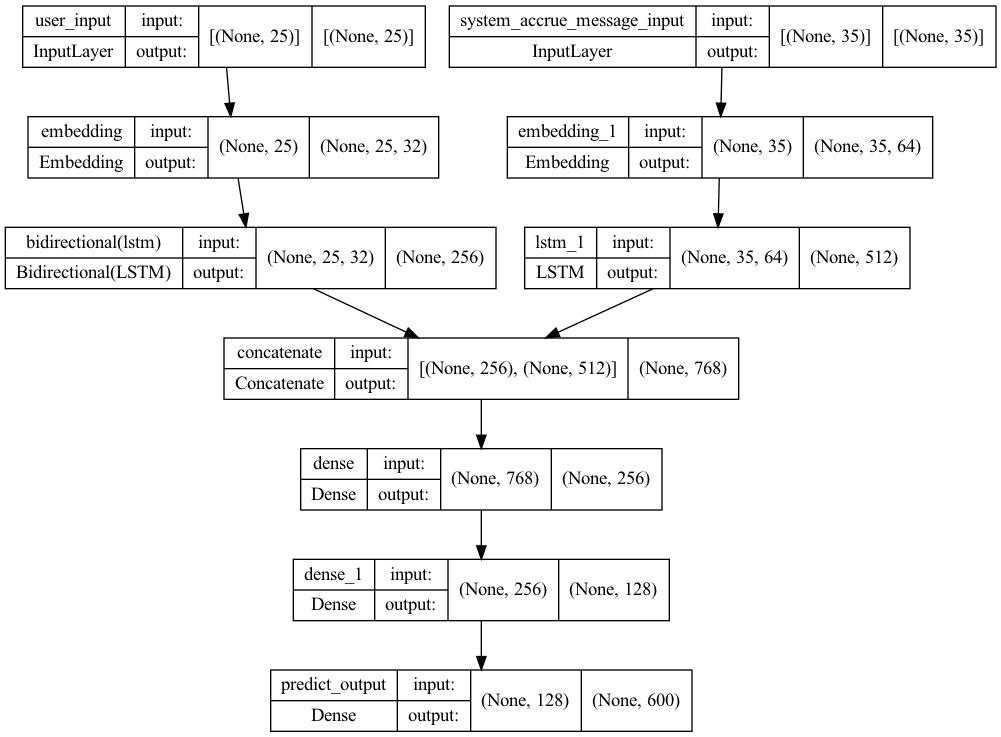 user_input input: [(None, 25)] [(None, 25)]
InputLayer output:
system_accrue_message_input input: [(None, 35)] [(None, 35)]
InputLayer output:
embedding input: (None, 25) (None, 25, 32)
Embedding output:
embedding_1 input: (None, 35) (None, 35, 64)
Embedding output:
bidirectional(lstm) input: (None, 25, 32) (None, 256)
Bidirectional(LSTM) output:
lstm_1 input: (None, 35, 64) (None, 512)
LSTM output:
concatenate input: [(None, 256), (None, 512)] (None, 768)
Concatenate output:
dense input: (None, 768) (None, 256)
Dense output:
dense_1 input: (None, 256) (None, 128)
Dense output:
predict_output input: (None, 128) (None, 600)
Dense output: